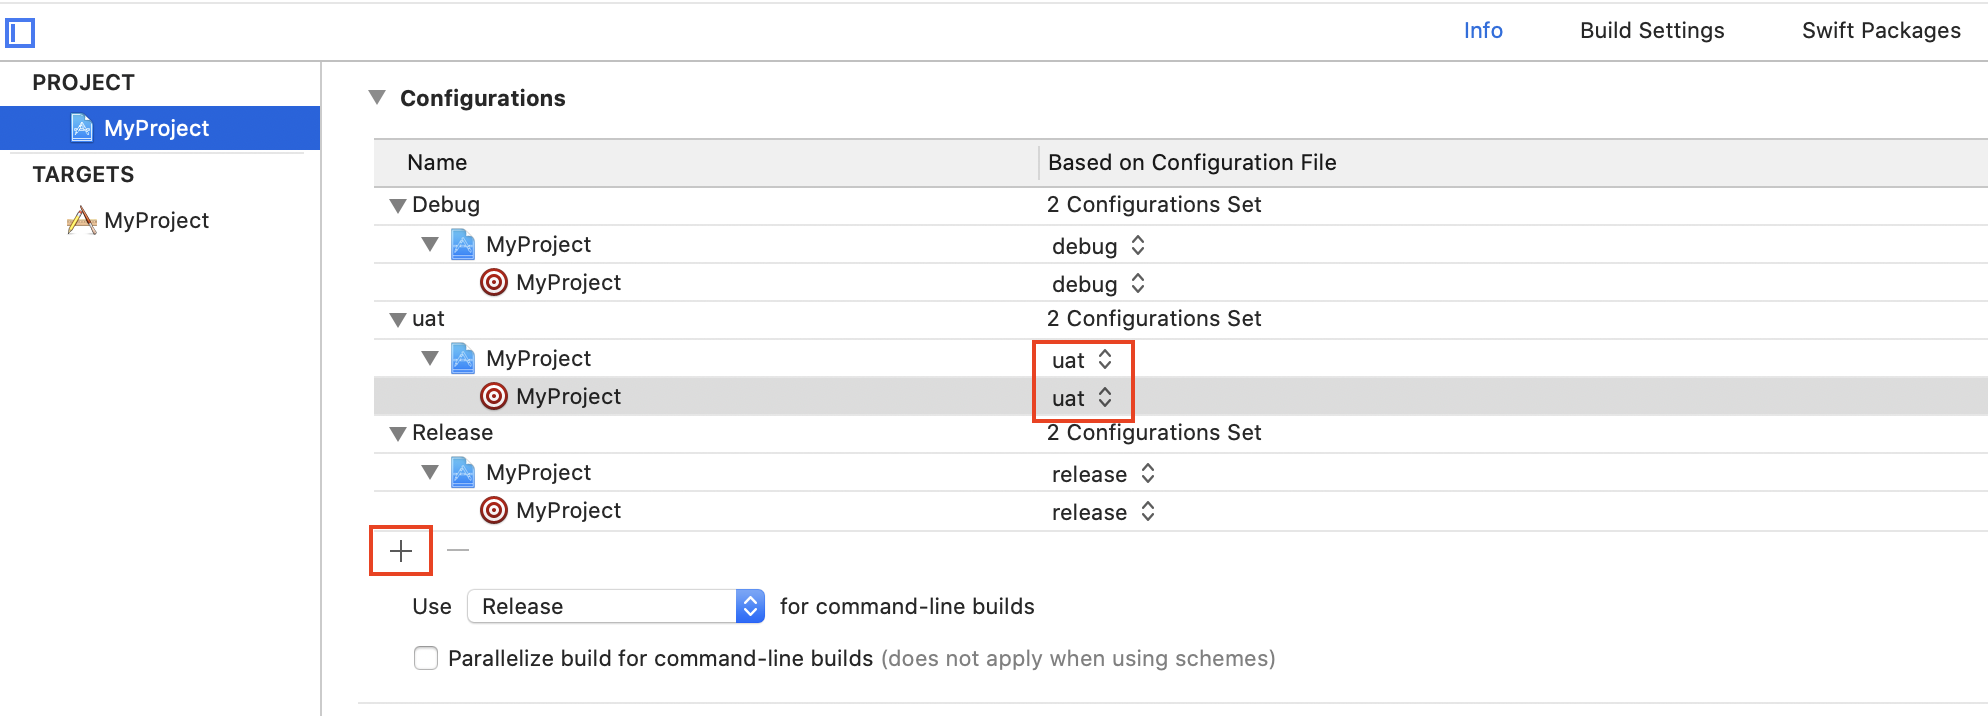 Info Build Settings Swift Packages
PROJECT
MyProject
TARGETS
MyProject
Configurations
Name Based on Configuration File
Debug 2 Configurations Set
MyProject debug
MyProject debug
uat 2 Configurations Set
MyProject uat
MyProject uat
Release 2 Configurations Set
MyProject release
MyProject release
Use Release for command-line builds
Parallelize build for command-line builds (does not apply when using schemes)